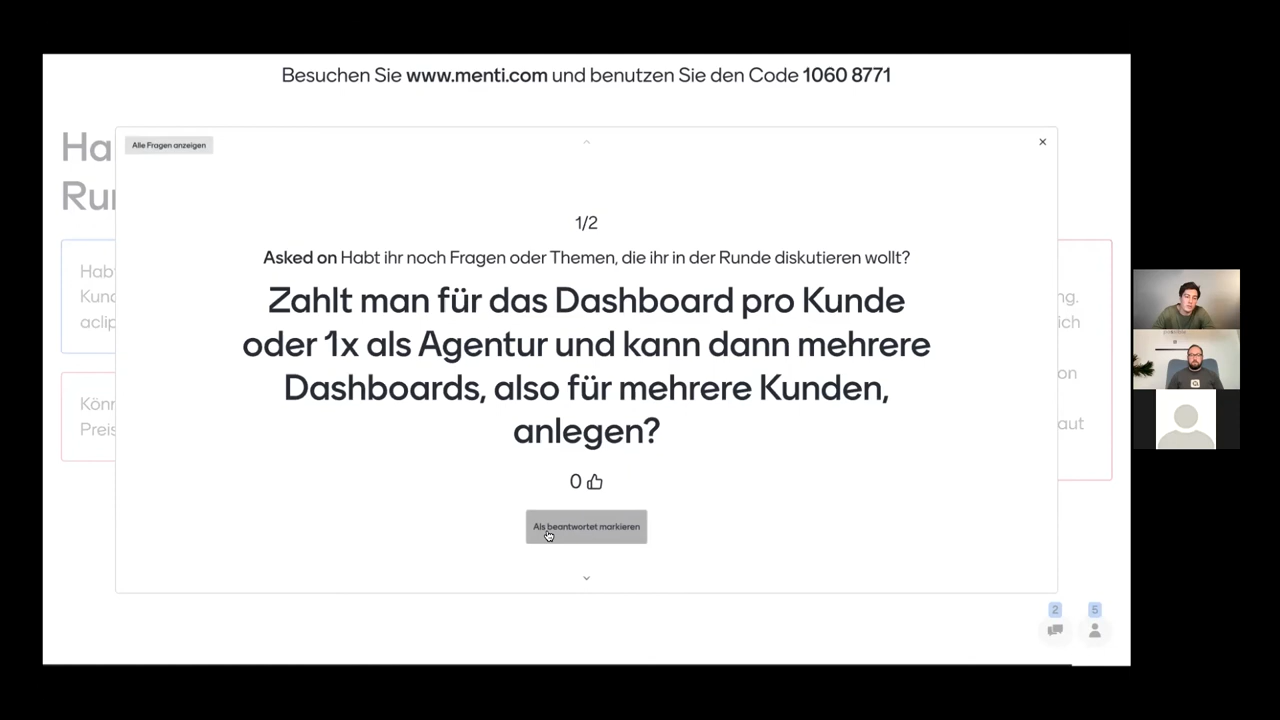 Besuchen Sie www.menti.com und benutzen Sie den Code 1060 8771
Alle Fragen anzeigen
1/2
Asked on Habt ihr noch Fragen oder Themen, die ihr in der Runde diskutieren wollt?
Zahlt man für das Dashboard pro Kunde
oder 1x als Agentur und kann dann mehrere
Dashboards, also für mehrere Kunden,
anlegen?
0
Als beantwortet markieren
2
5